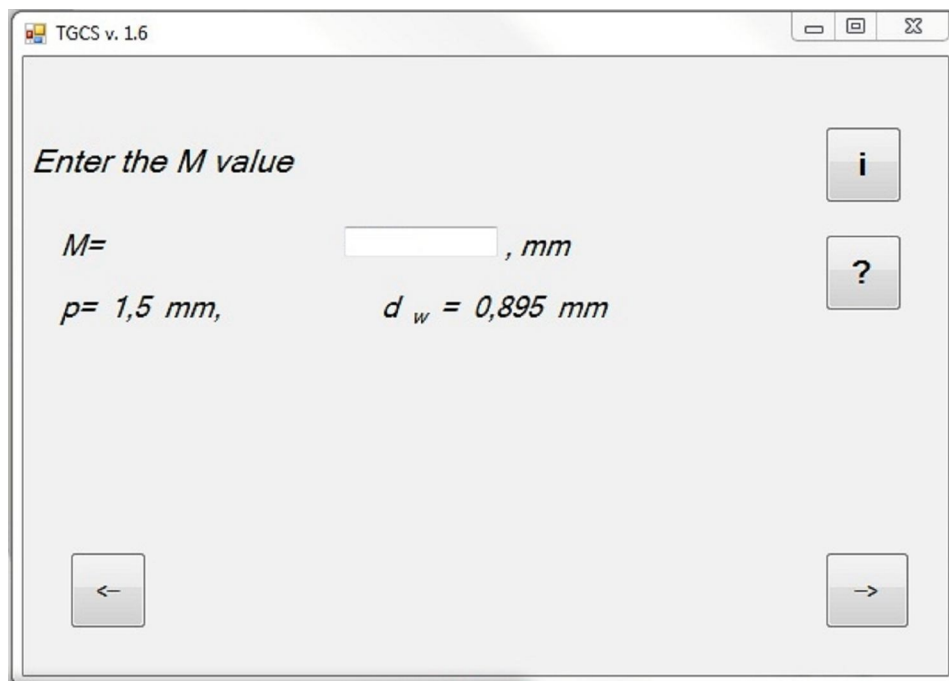 TGCS v. 1.6
Enter the M value
i
M= , mm
?
p= 1,5 mm, d w = 0,895 mm
<– –>